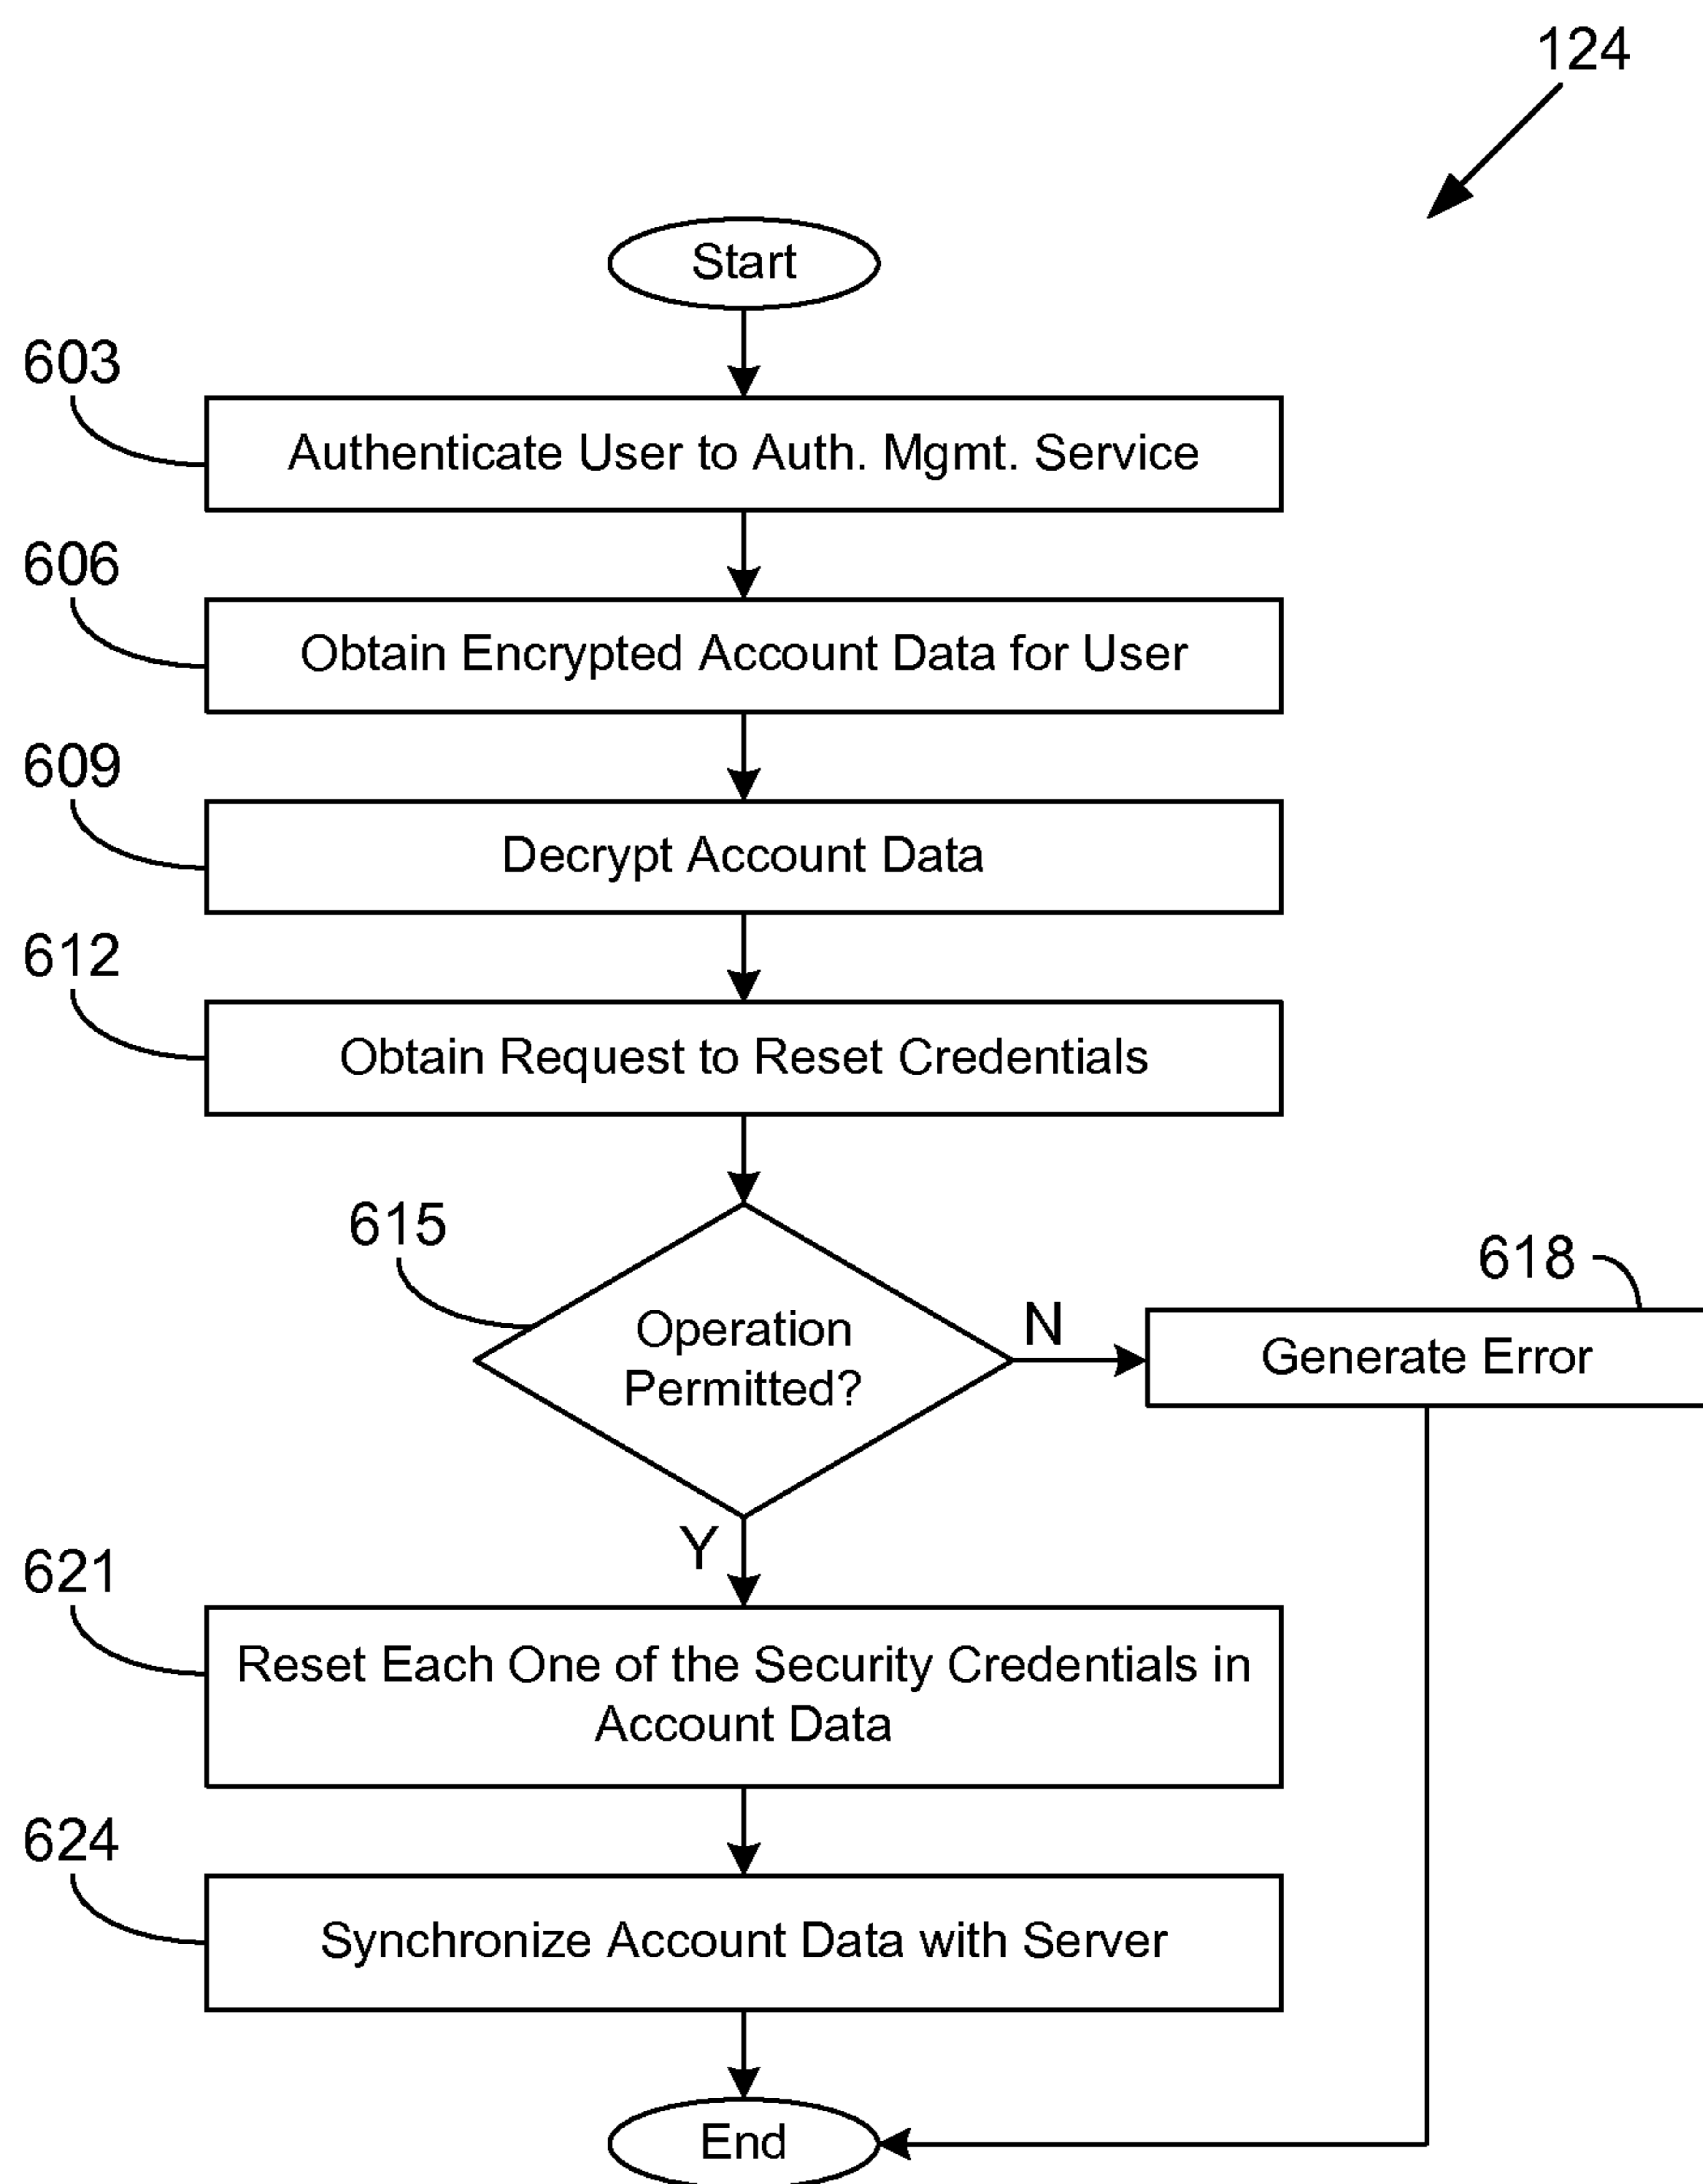 124
Start
603
Authenticate User to Auth. Mgmt. Service
606
Obtain Encrypted Account Data for User
609
Decrypt Account Data
612
Obtain Request to Reset Credentials
615
Operation
Permitted?
N
618
Generate Error
Y
621
Reset Each One of the Security Credentials in
Account Data
624
Synchronize Account Data with Server
End